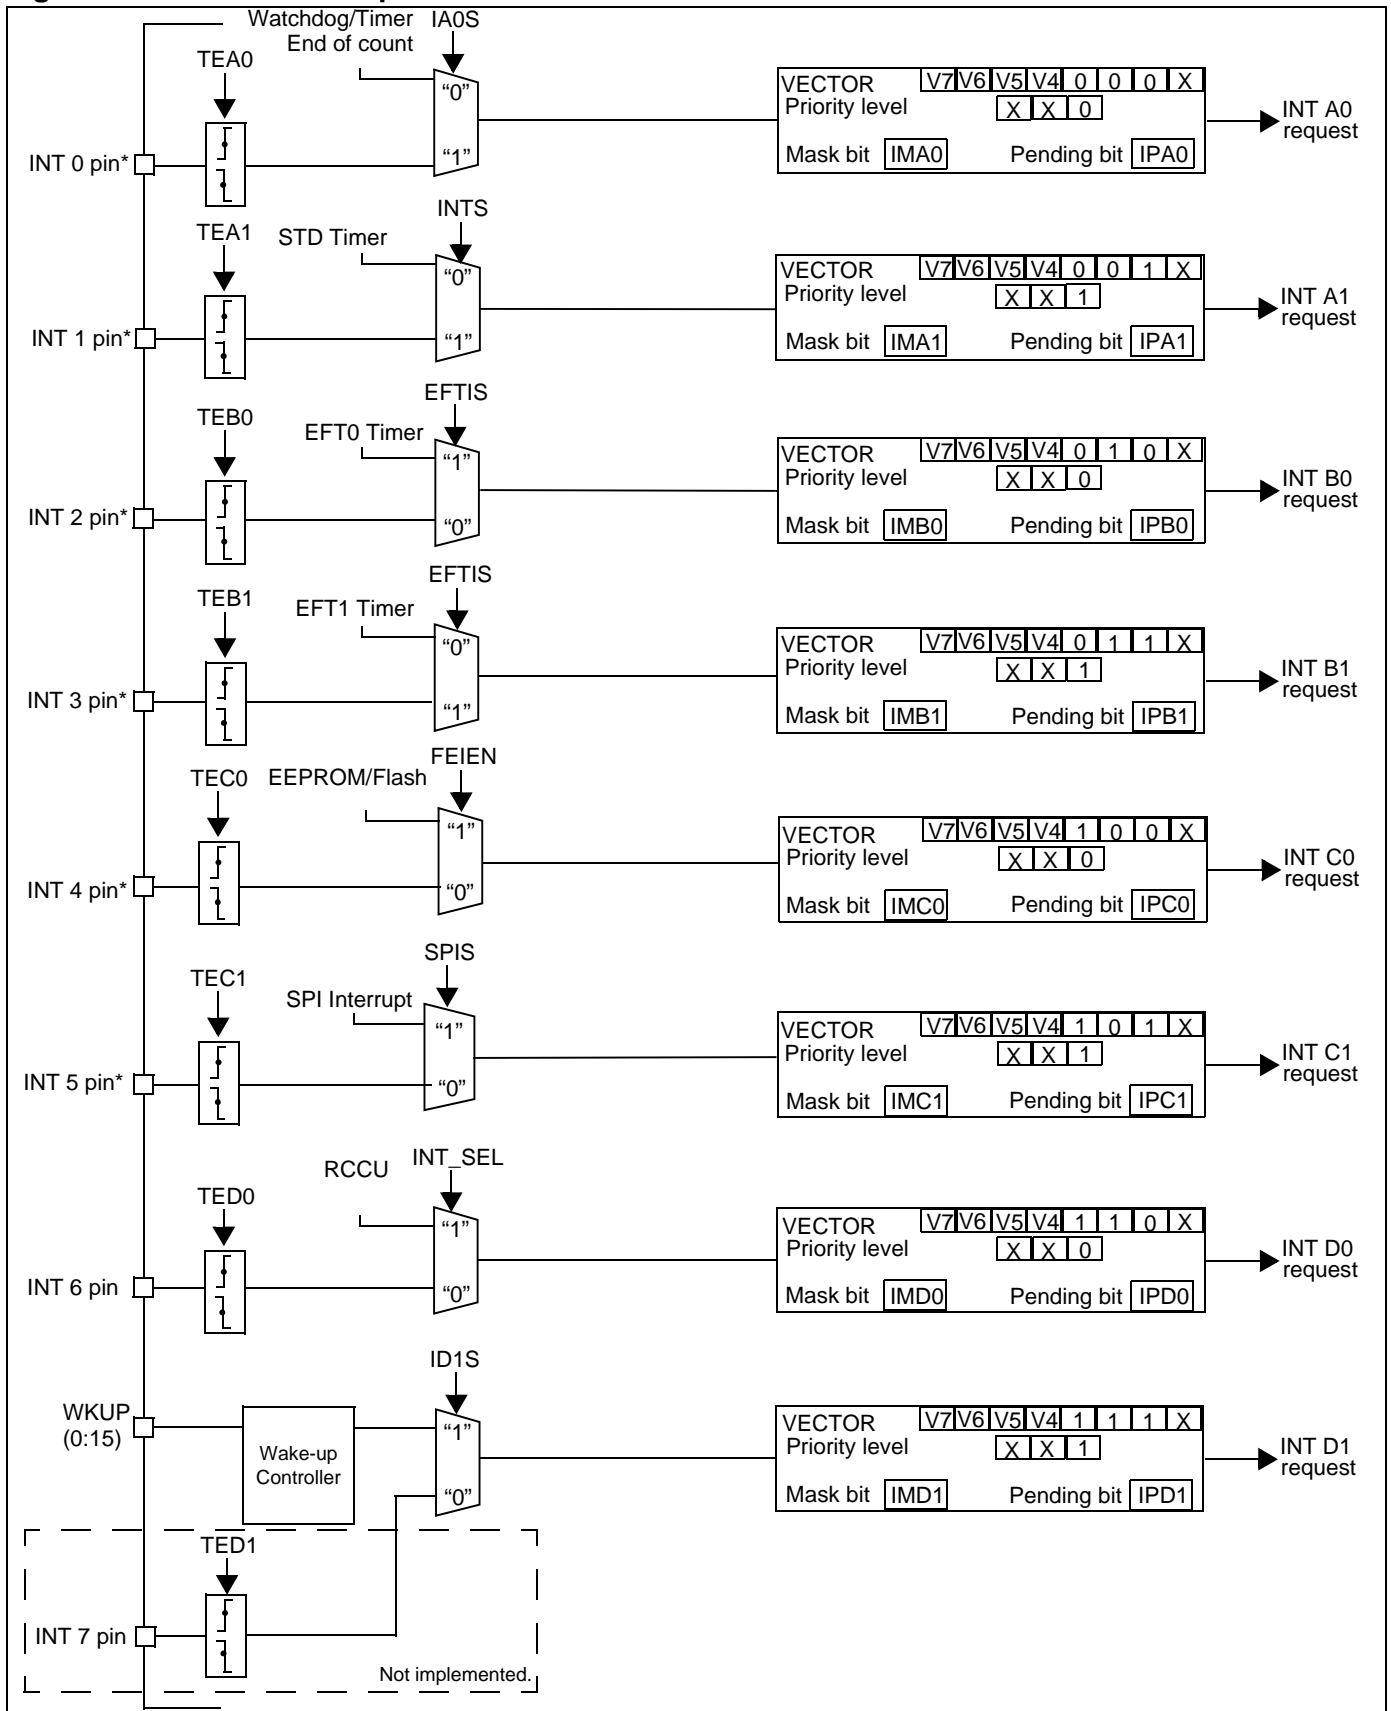 Watchdog/Timer
End of count
IA0S
TEA0
"0"
"1"
INT 0 pin*
VECTOR V7 V6 V5 V4 0 0 0 X
Priority level X X 0
Mask bit IMA0 Pending bit IPA0
INT A0
request
INTS
TEA1
STD Timer
"0"
"1"
INT 1 pin*
VECTOR V7 V6 V5 V4 0 0 1 X
Priority level X X 1
Mask bit IMA1 Pending bit IPA1
INT A1
request
EFTIS
TEB0
EFT0 Timer
"1"
"0"
INT 2 pin*
VECTOR V7 V6 V5 V4 0 1 0 X
Priority level X X 0
Mask bit IMB0 Pending bit IPB0
INT B0
request
EFTIS
TEB1
EFT1 Timer
"0"
"1"
INT 3 pin*
VECTOR V7 V6 V5 V4 0 1 1 X
Priority level X X 1
Mask bit IMB1 Pending bit IPB1
INT B1
request
FEIEN
TEC0
EEPROM/Flash
"1"
"0"
INT 4 pin*
VECTOR V7 V6 V5 V4 1 0 0 X
Priority level X X 0
Mask bit IMC0 Pending bit IPC0
INT C0
request
SPIS
TEC1
SPI Interrupt
"1"
"0"
INT 5 pin*
VECTOR V7 V6 V5 V4 1 0 1 X
Priority level X X 1
Mask bit IMC1 Pending bit IPC1
INT C1
request
INT_SEL
RCCU
TED0
"1"
"0"
INT 6 pin
VECTOR V7 V6 V5 V4 1 1 0 X
Priority level X X 0
Mask bit IMD0 Pending bit IPD0
INT D0
request
ID1S
WKUP
(0:15)
Wake-up
Controller
"1"
"0"
VECTOR V7 V6 V5 V4 1 1 1 X
Priority level X X 1
Mask bit IMD1 Pending bit IPD1
INT D1
request
TED1
INT 7 pin
Not implemented.